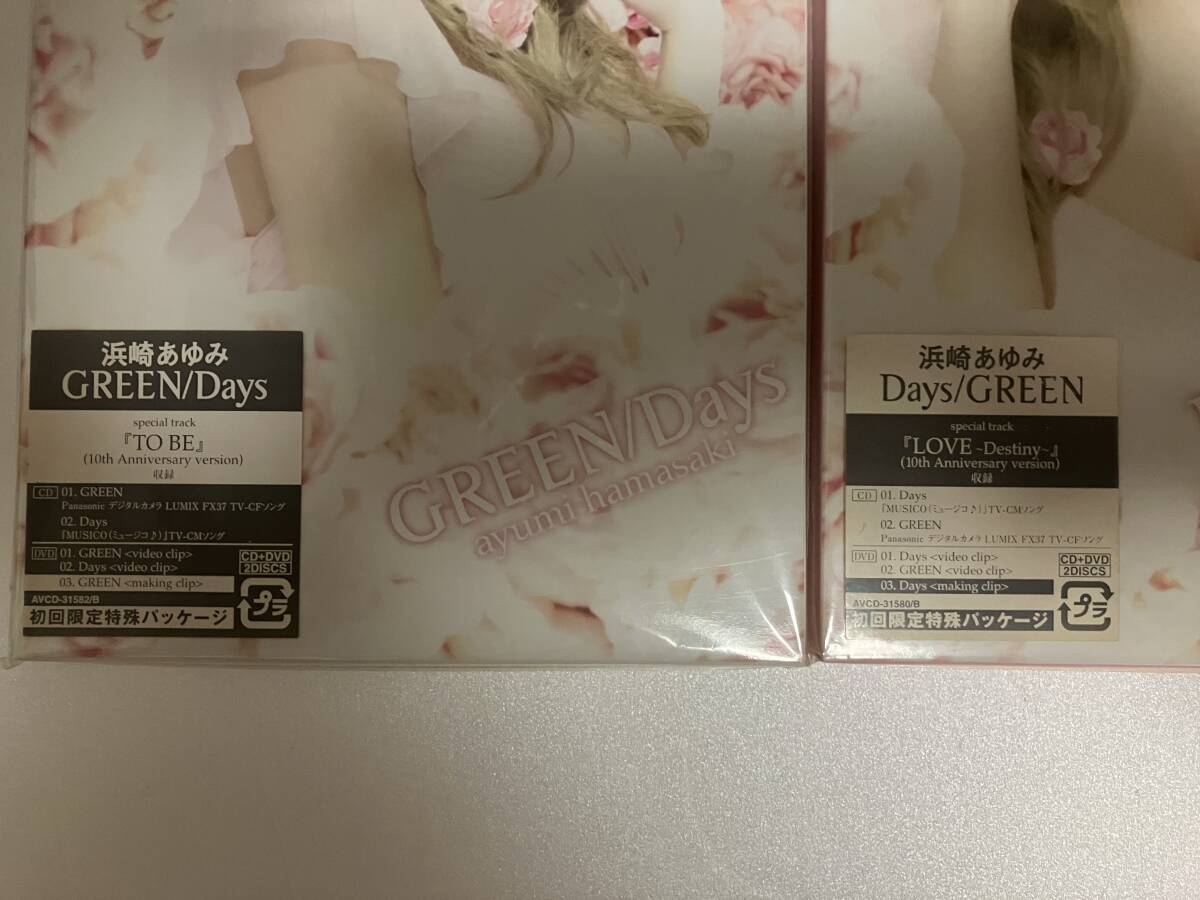 浜崎あゆみ
GREEN/Days
special track
『TO BE』
(10th Anniversary version)
収録
CD 01. GREEN
Panasonic デジタルカメラ LUMIX FX37 TV-CFソング
02. Days
『MUSICO(ミュージコ♪)』TV-CMソング
DVD 01. GREEN <video clip>
02. Days <video clip>
03. GREEN <making clip>
CD+DVD
2DISCS
AVCD-31582/B
初回限定特殊パッケージ
プラ
GREEN/Days
ayumi hamasaki
浜崎あゆみ
Days/GREEN
special track
『LOVE ~Destiny~』
(10th Anniversary version)
収録
CD 01. Days
『MUSICO(ミュージコ♪)』TV-CMソング
02. GREEN
Panasonic デジタルカメラ LUMIX FX37 TV-CFソング
DVD 01. Days <video clip>
02. GREEN <video clip>
03. Days <making clip>
CD+DVD
2DISCS
AVCD-31580/B
初回限定特殊パッケージ
プラ